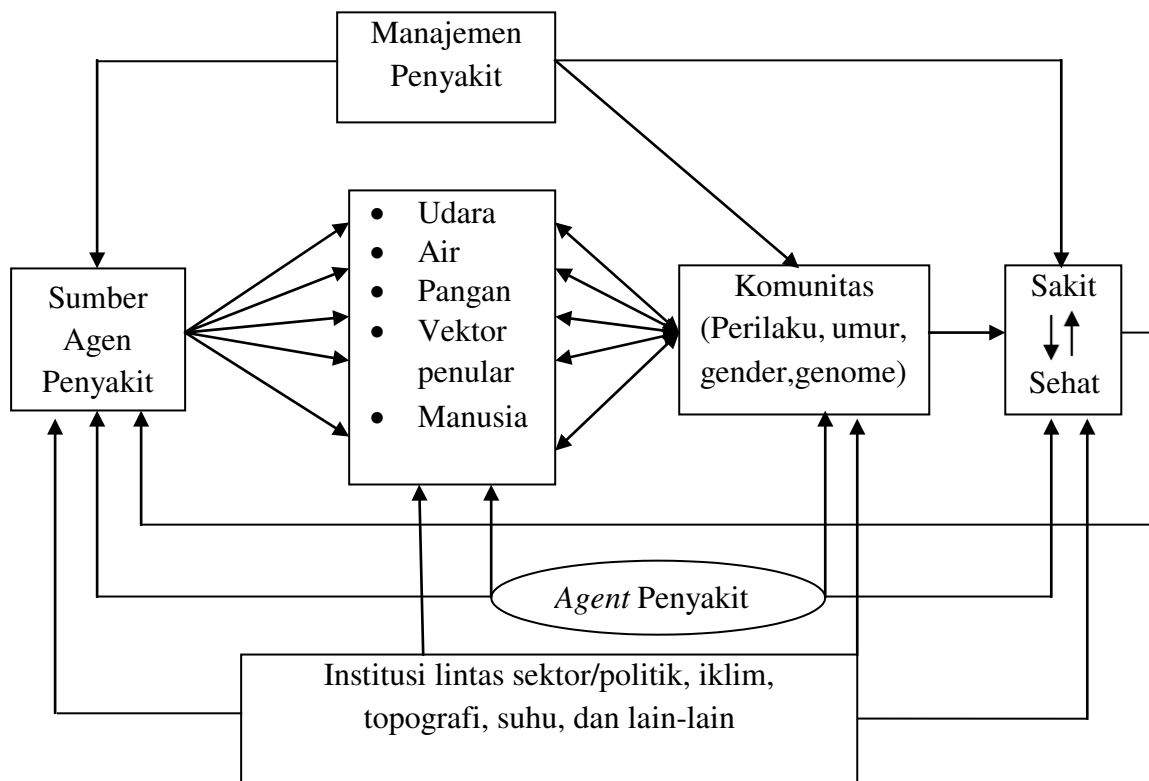 Manajemen
Penyakit
Sumber
Agen
Penyakit
• Udara
• Air
• Pangan
• Vektor
penular
• Manusia
Komunitas
(Perilaku, umur,
gender,genome)
Sakit
Sehat
Agent Penyakit
Institusi lintas sektor/politik, iklim,
topografi, suhu, dan lain-lain